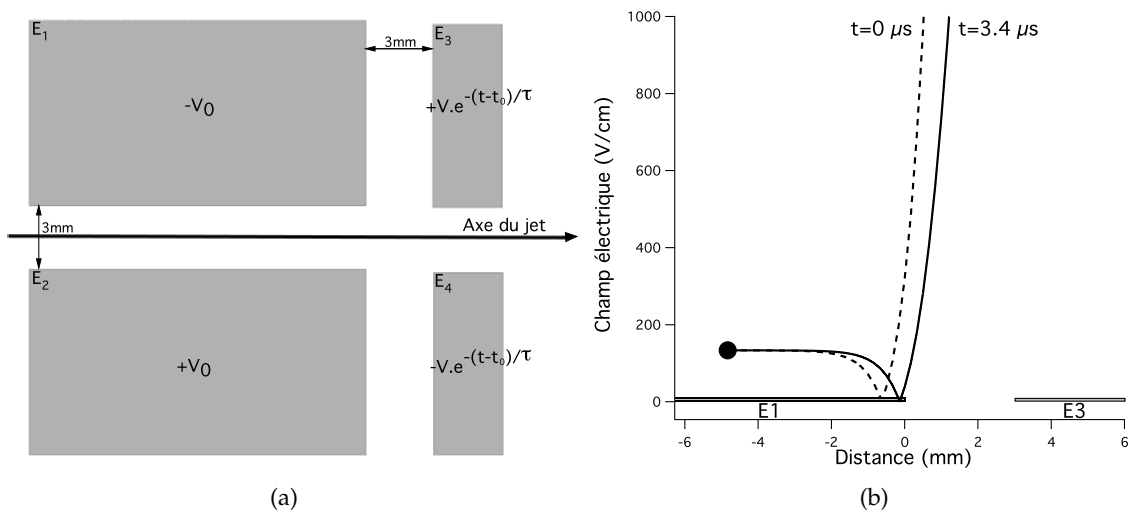 E1
3mm
E3
-V0
+V.e-(t-t0)/τ
3mm
Axe du jet
E2
E4
+V0
-V.e-(t-t0)/τ
(a)
1000
800
600
400
200
0
Champ électrique (V/cm)
t=0 µs
t=3.4 µs
E1
E3
-6
-4
-2
0
2
4
6
Distance (mm)
(b)